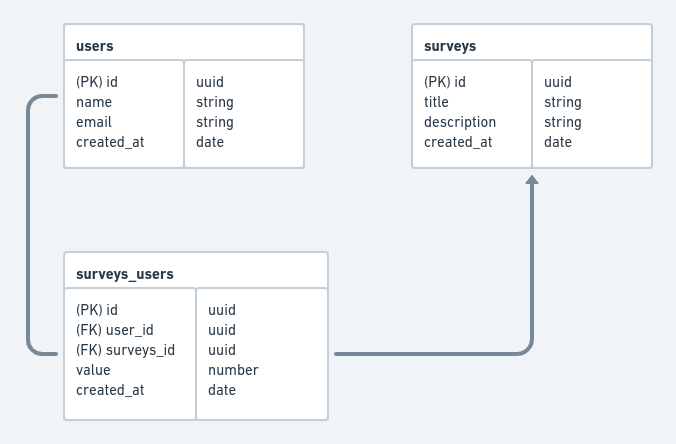 users
(PK) id uuid
name string
email string
created_at date
surveys
(PK) id uuid
title string
description string
created_at date
surveys_users
(PK) id uuid
(FK) user_id uuid
(FK) surveys_id uuid
value number
created_at date